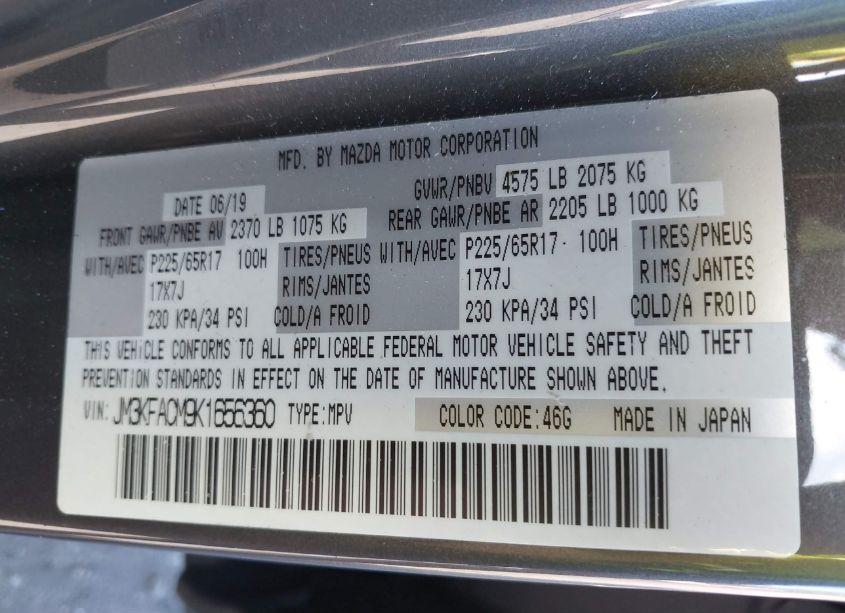 MFD. BY MAZDA MOTOR CORPORATION
DATE 06/19 GVWR/PNBV 4575 LB 2075 KG
FRONT GAWR/PNBE AV 2370 LB 1075 KG REAR GAWR/PNBE AR 2205 LB 1000 KG
WITH/AVEC P225/65R17 100H TIRES/PNEUS WITH/AVEC P225/65R17 100H TIRES/PNEUS
17X7J RIMS/JANTES 17X7J RIMS/JANTES
230 KPA/34 PSI COLD/A FROID 230 KPA/34 PSI COLD/A FROID
THIS VEHICLE CONFORMS TO ALL APPLICABLE FEDERAL MOTOR VEHICLE SAFETY AND THEFT
PREVENTION STANDARDS IN EFFECT ON THE DATE OF MANUFACTURE SHOWN ABOVE.
VIN: JM3KFACM9K1656360 TYPE:MPV COLOR CODE:46G MADE IN JAPAN